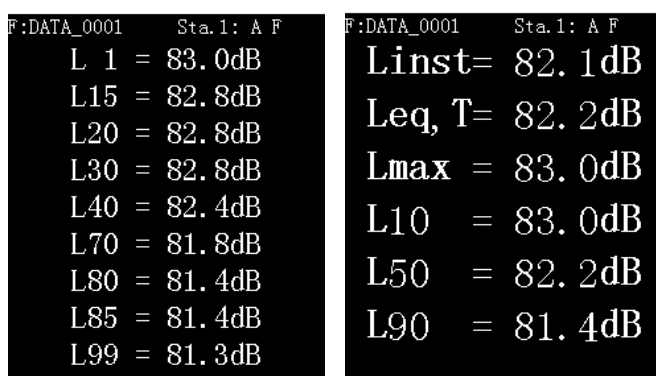 F:DATA_0001 Sta.1: A F
L 1 = 83.0dB
L15 = 82.8dB
L20 = 82.8dB
L30 = 82.8dB
L40 = 82.4dB
L70 = 81.8dB
L80 = 81.4dB
L85 = 81.4dB
L99 = 81.3dB
F:DATA_0001 Sta.1: A F
Linst= 82.1dB
Leq,T= 82.2dB
Lmax = 83.0dB
L10 = 83.0dB
L50 = 82.2dB
L90 = 81.4dB